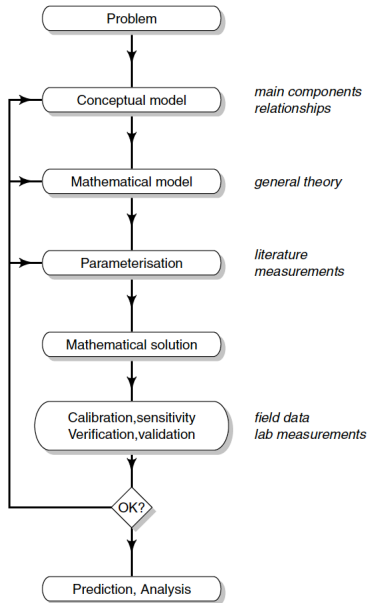 Problem
Conceptual model
main components
relationships
Mathematical model
general theory
Parameterisation
literature
measurements
Mathematical solution
Calibration,sensitivity
Verification,validation
field data
lab measurements
OK?
Prediction, Analysis